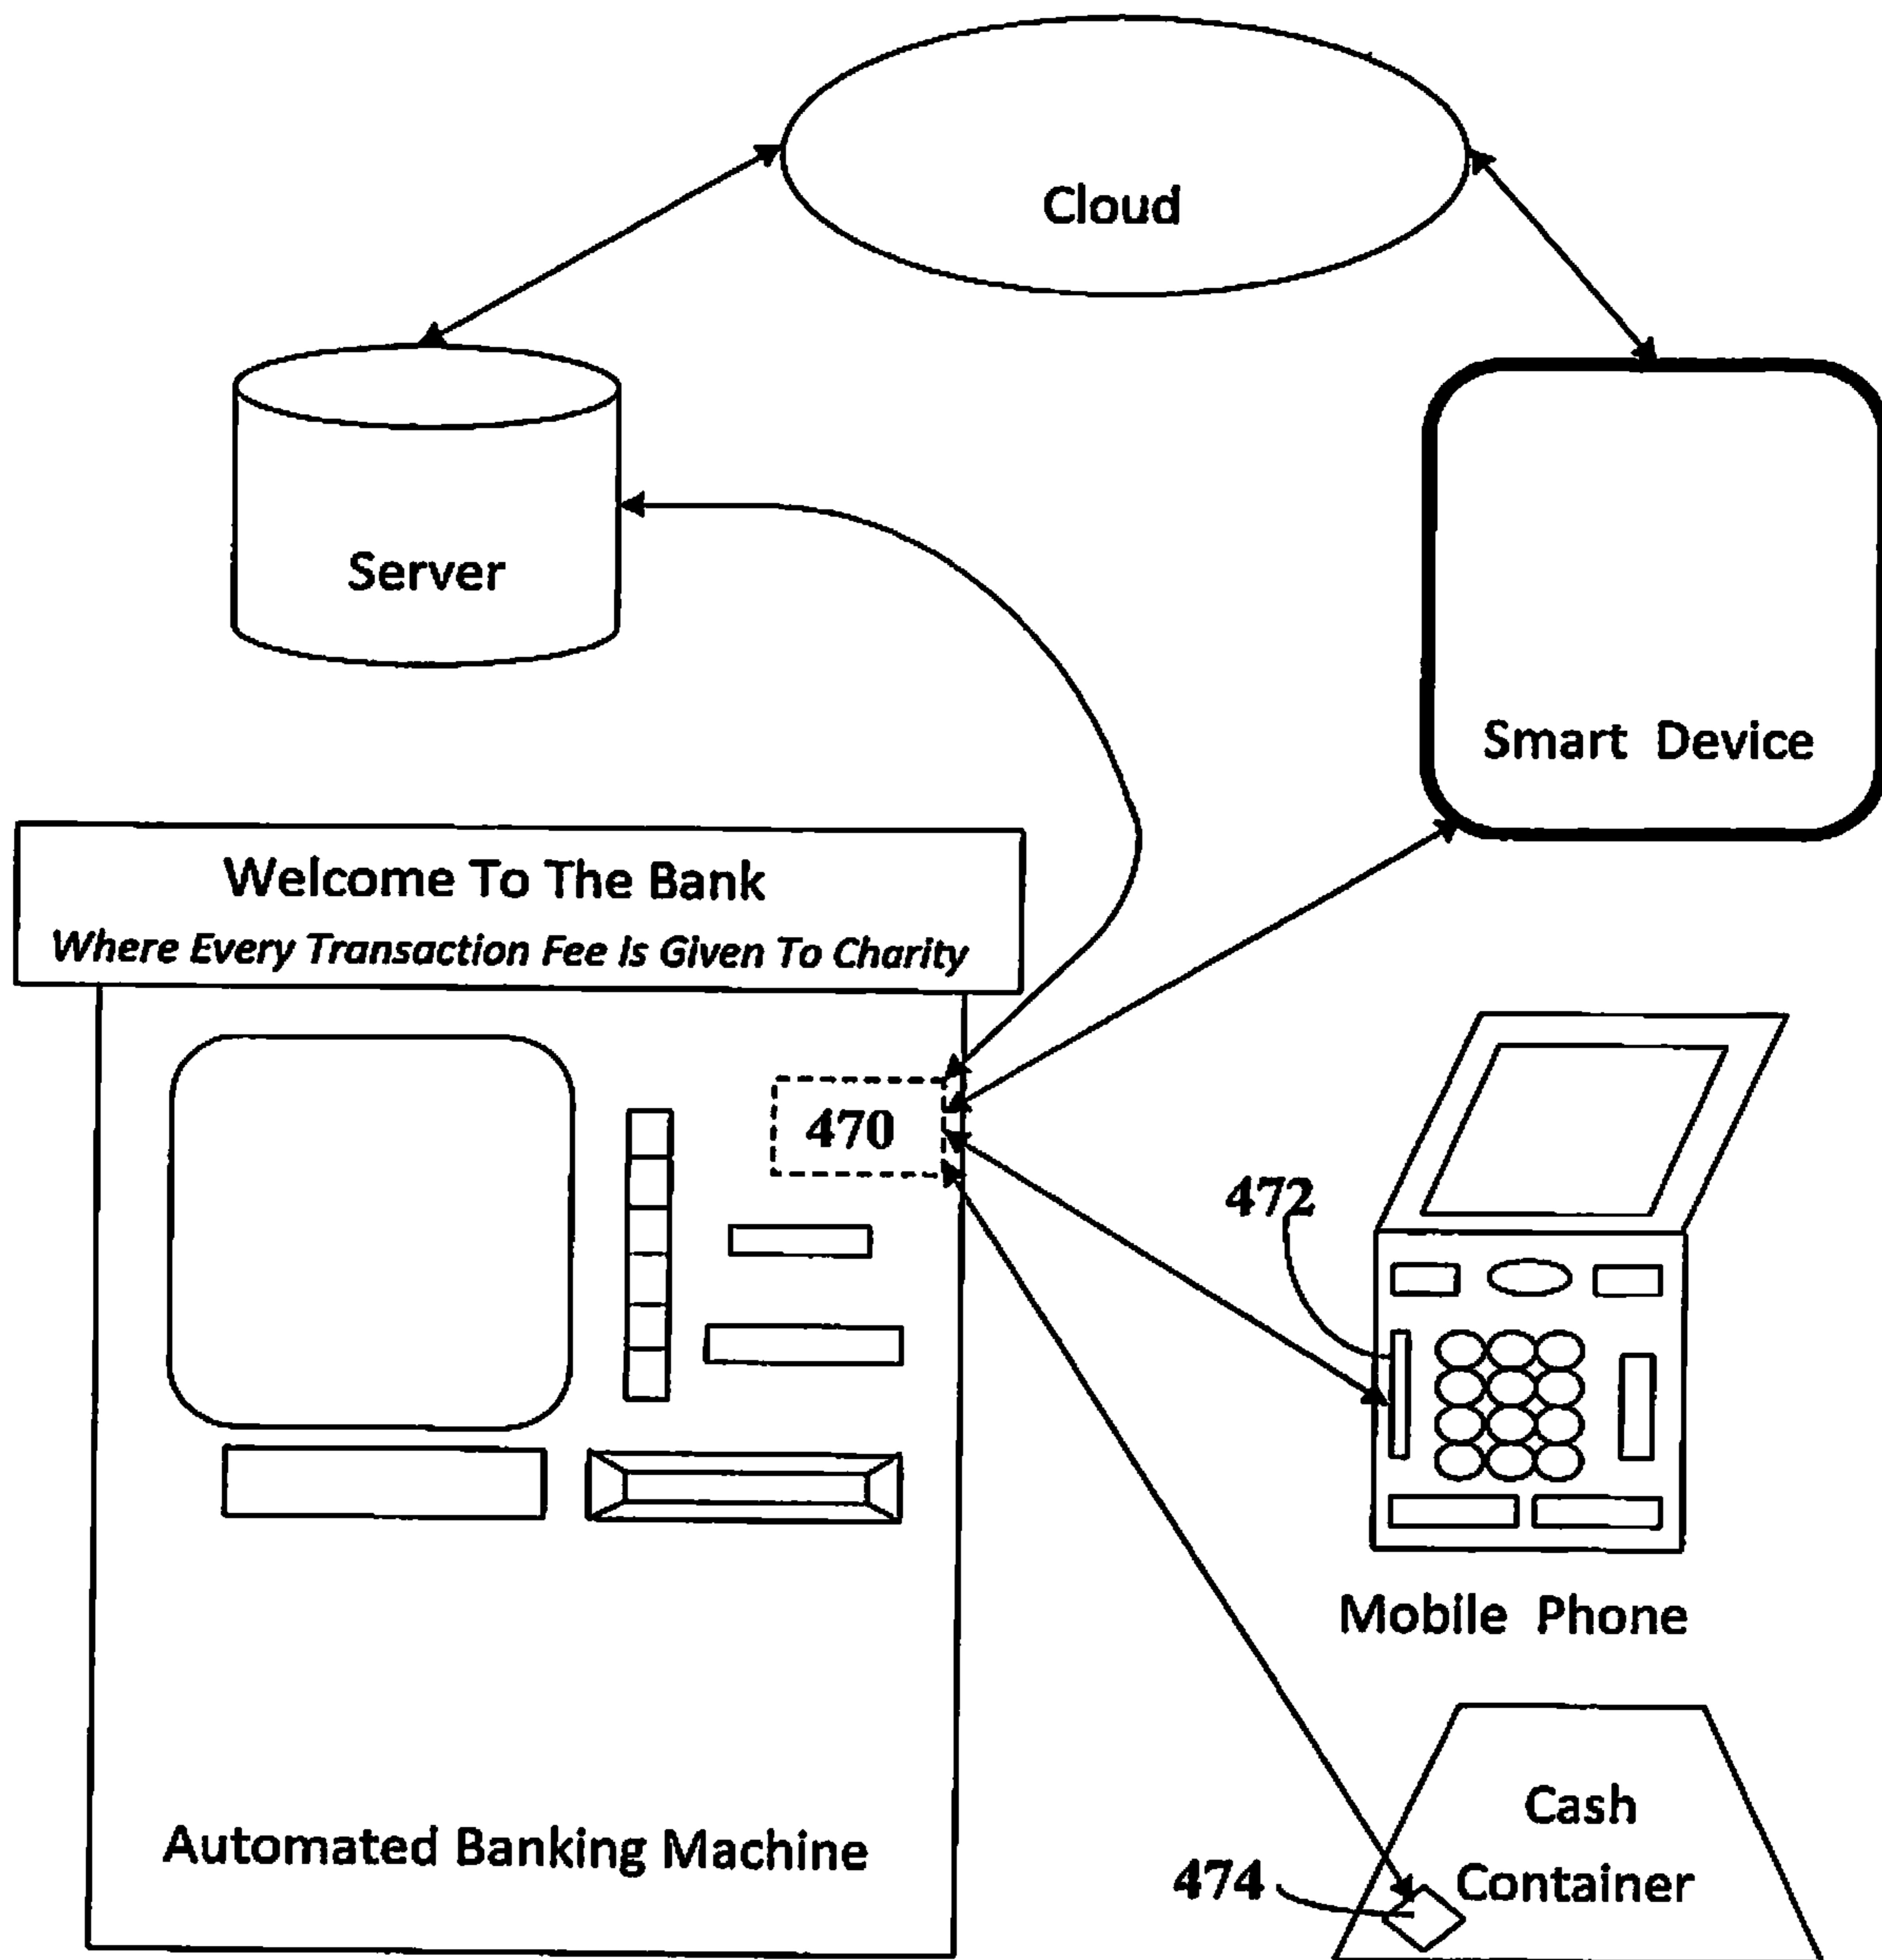 Cloud
Server
Smart Device
Welcome To The Bank
Where Every Transaction Fee Is Given To Charity
470
472
Mobile Phone
Automated Banking Machine
Cash
Container
474